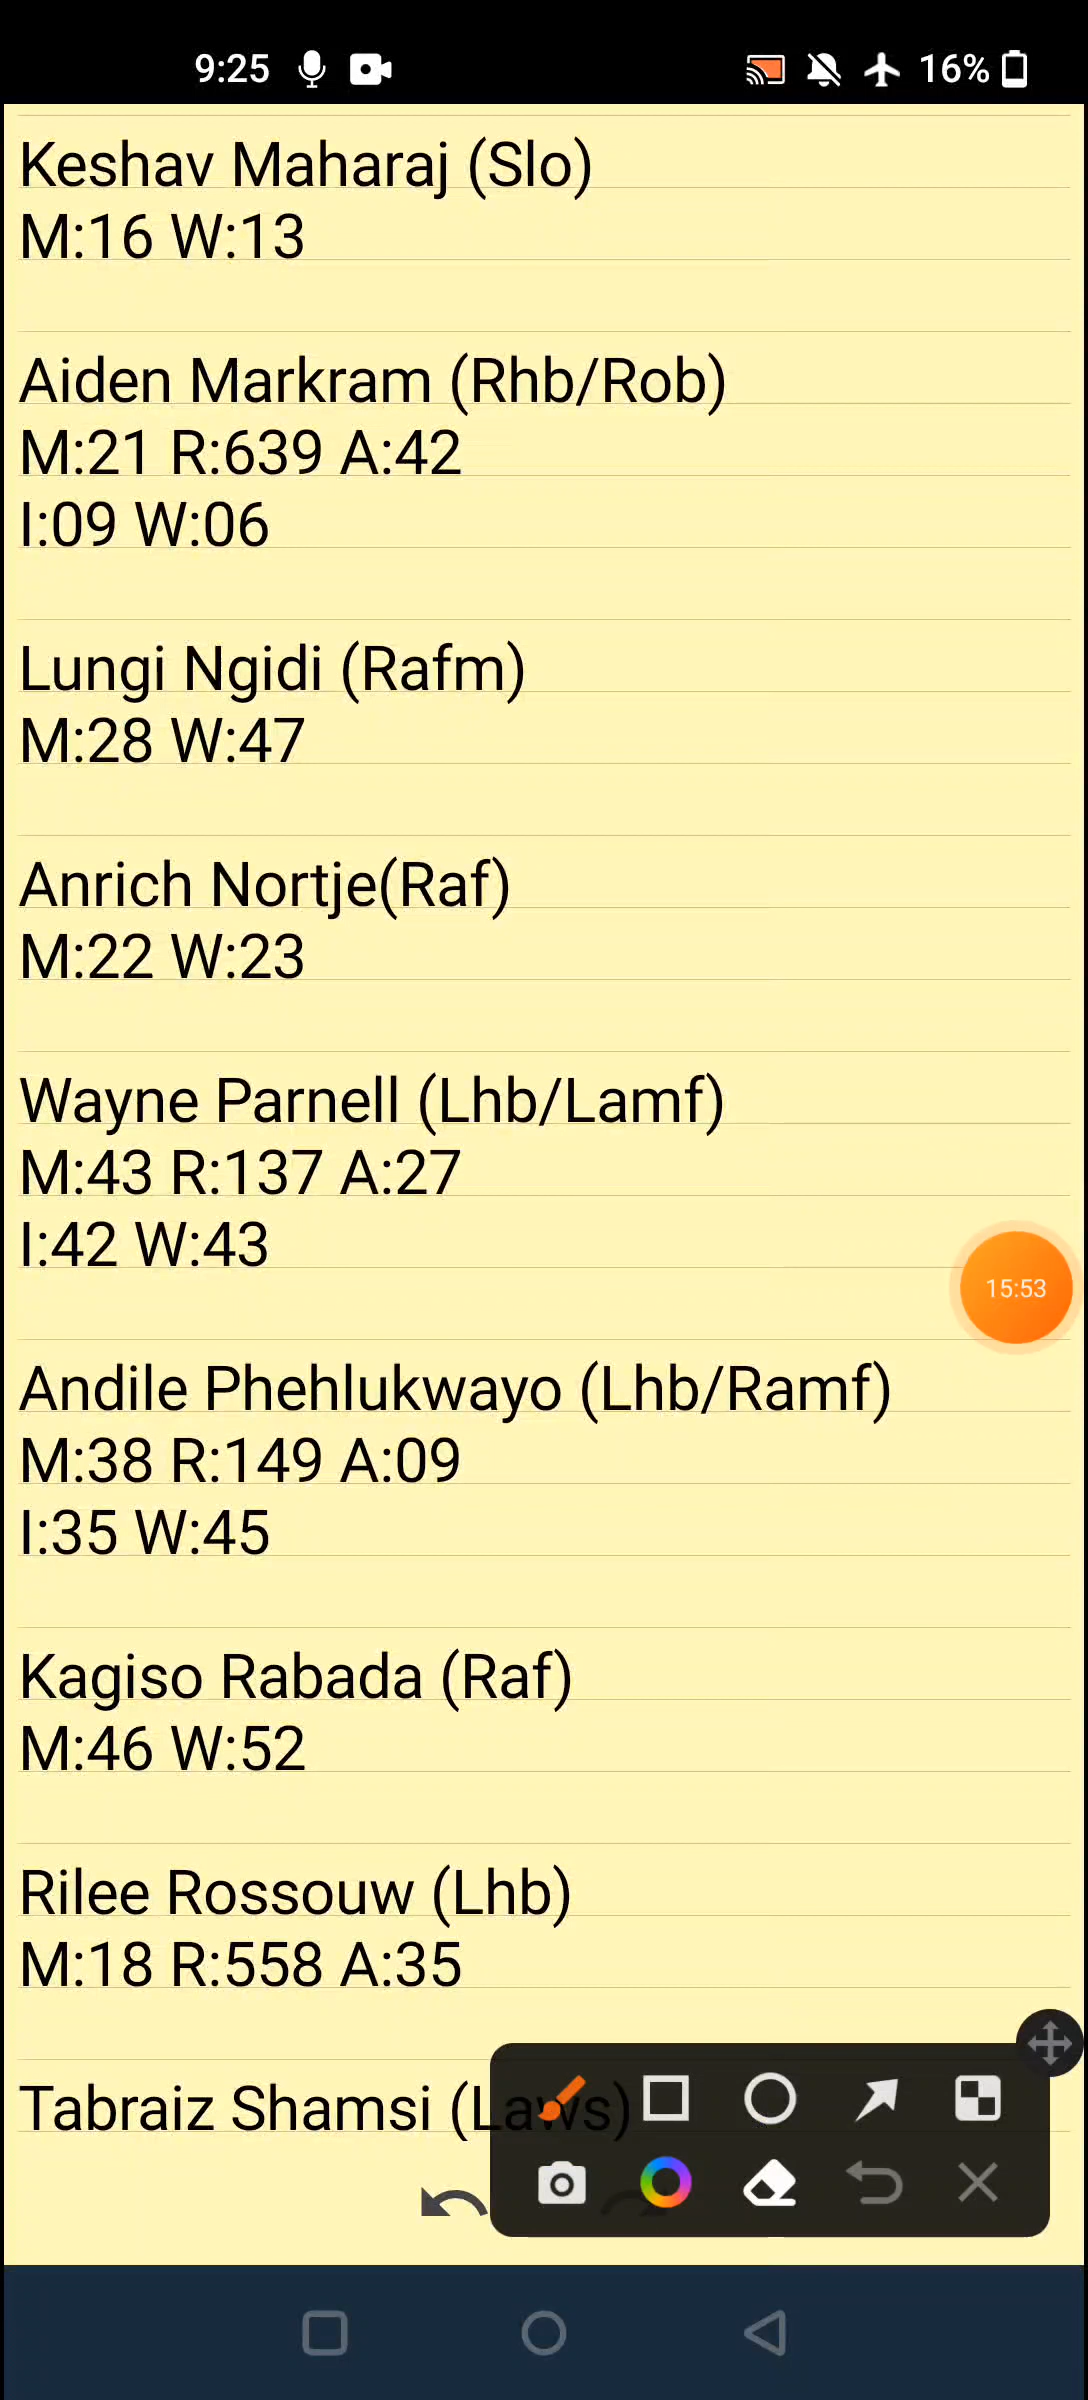 9:25 16%
Keshav Maharaj (Slo)
M:16 W:13
Aiden Markram (Rhb/Rob)
M:21 R:639 A:42
I:09 W:06
Lungi Ngidi (Rafm)
M:28 W:47
Anrich Nortje(Raf)
M:22 W:23
Wayne Parnell (Lhb/Lamf)
M:43 R:137 A:27
I:42 W:43
15:53
Andile Phehlukwayo (Lhb/Ramf)
M:38 R:149 A:09
I:35 W:45
Kagiso Rabada (Raf)
M:46 W:52
Rilee Rossouw (Lhb)
M:18 R:558 A:35
Tabraiz Shamsi (Laws)